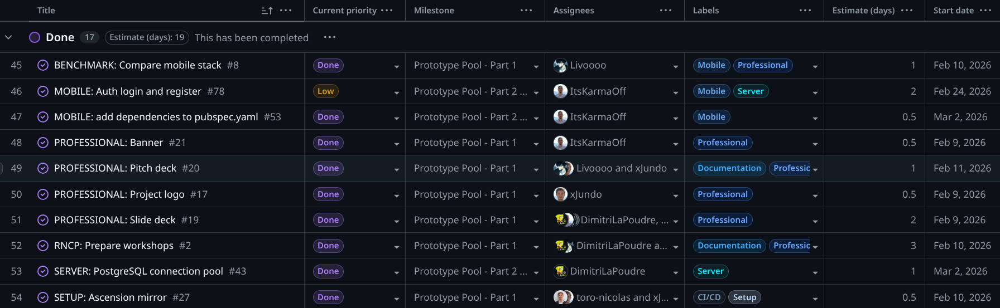 Title Current priority Milestone Assignees Labels Estimate (days) Start date
Done 17 Estimate (days): 19 This has been completed
45 BENCHMARK: Compare mobile stack #8 Done Prototype Pool - Part 1 Livoooo Mobile Professional 1 Feb 10, 2026
46 MOBILE: Auth login and register #78 Low Prototype Pool - Part 2 ... ItsKarmaOff Mobile Server 2 Feb 24, 2026
47 MOBILE: add dependencies to pubspec.yaml #53 Done Prototype Pool - Part 2 ... ItsKarmaOff Mobile 0.5 Mar 2, 2026
48 PROFESSIONAL: Banner #21 Done Prototype Pool - Part 1 ItsKarmaOff Professional 0.5 Feb 9, 2026
49 PROFESSIONAL: Pitch deck #20 Done Prototype Pool - Part 1 Livoooo and xJundo Documentation Professic 1 Feb 11, 2026
50 PROFESSIONAL: Project logo #17 Done Prototype Pool - Part 1 xJundo Professional 0.5 Feb 9, 2026
51 PROFESSIONAL: Slide deck #19 Done Prototype Pool - Part 1 DimitriLaPoudre, ... Professional 2 Feb 9, 2026
52 RNCP: Prepare workshops #2 Done Prototype Pool - Part 1 DimitriLaPoudre a... Documentation Professic 3 Feb 10, 2026
53 SERVER: PostgreSQL connection pool #43 Done Prototype Pool - Part 2 ... DimitriLaPoudre Server 1 Mar 2, 2026
54 SETUP: Ascension mirror #27 Done Prototype Pool - Part 1 toro-nicolas and xJ... CI/CD Setup 0.5 Feb 10, 2026